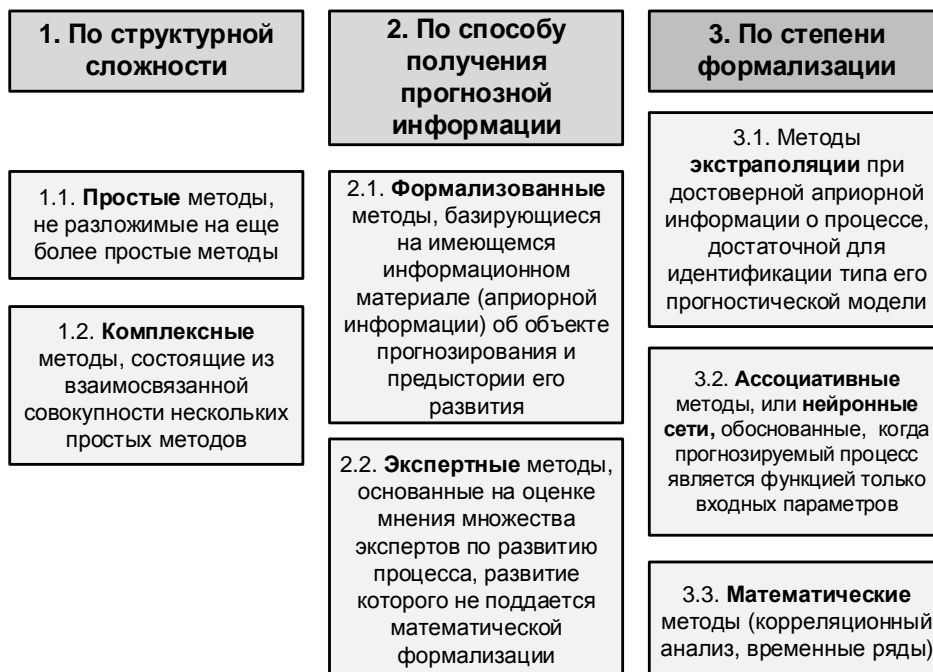 1. По структурной
сложности
1.1. Простые методы,
не разложимые на еще
более простые методы
1.2. Комплексные
методы, состоящие из
взаимосвязанной
совокупности нескольких
простых методов
2. По способу
получения
прогнозной
информации
2.1. Формализованные
методы, базирующиеся
на имеющемся
информационном
материале (априорной
информации) об объекте
прогнозирования и
предыстории его
развития
2.2. Экспертные методы,
основанные на оценке
мнения множества
экспертов по развитию
процесса, развитие
которого не поддается
математической
формализации
3. По степени
формализации
3.1. Методы
экстраполяции при
достоверной априорной
информации о процессе,
достаточной для
идентификации типа его
прогностической модели
3.2. Ассоциативные
методы, или нейронные
сети, обоснованные, когда
прогнозируемый процесс
является функцией только
входных параметров
3.3. Математические
методы (корреляционный
анализ, временные ряды)